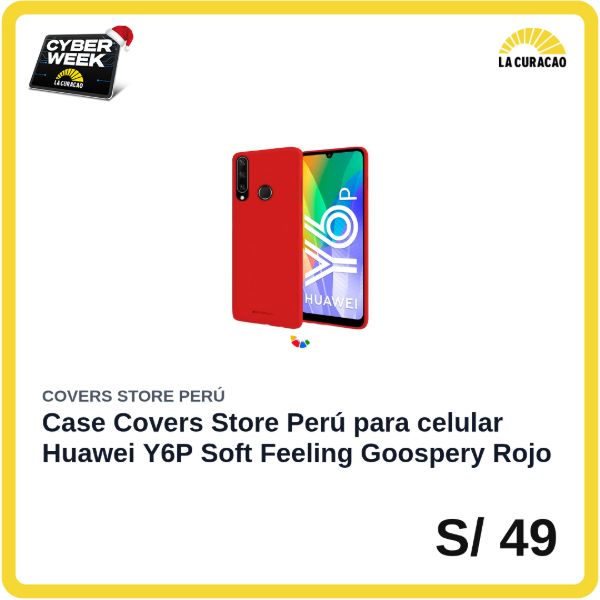 CYBER
WEEK
LA CURACAO
LA CURACAO
Y6P
HUAWEI
COVERS STORE PERÚ
Case Covers Store Perú para celular
Huawei Y6P Soft Feeling Goospery Rojo
S/ 49